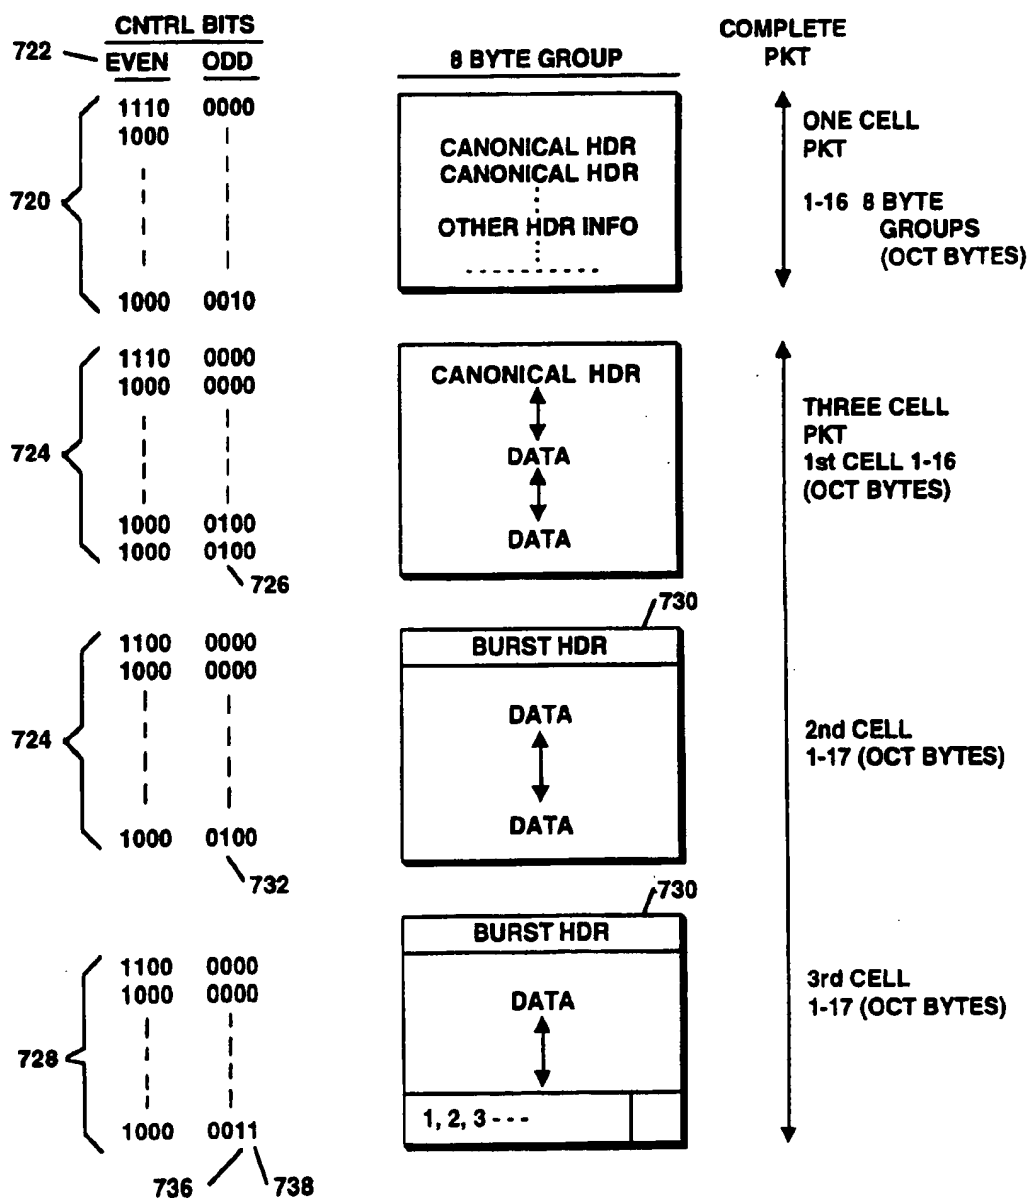 CNTRL BITS
722 EVEN ODD
8 BYTE GROUP
COMPLETE
PKT
720
1110 0000
1000
1000 0010
CANONICAL HDR
CANONICAL HDR
OTHER HDR INFO
ONE CELL
PKT
1-16 8 BYTE
GROUPS
(OCT BYTES)
724
1110 0000
1000 0000
1000 0100
1000 0100
726
CANONICAL HDR
DATA
DATA
THREE CELL
PKT
1st CELL 1-16
(OCT BYTES)
730
724
1100 0000
1000 0000
1000 0100
732
BURST HDR
DATA
DATA
2nd CELL
1-17 (OCT BYTES)
730
728
1100 0000
1000 0000
1000 0011
736 738
BURST HDR
DATA
1, 2, 3 - - -
3rd CELL
1-17 (OCT BYTES)